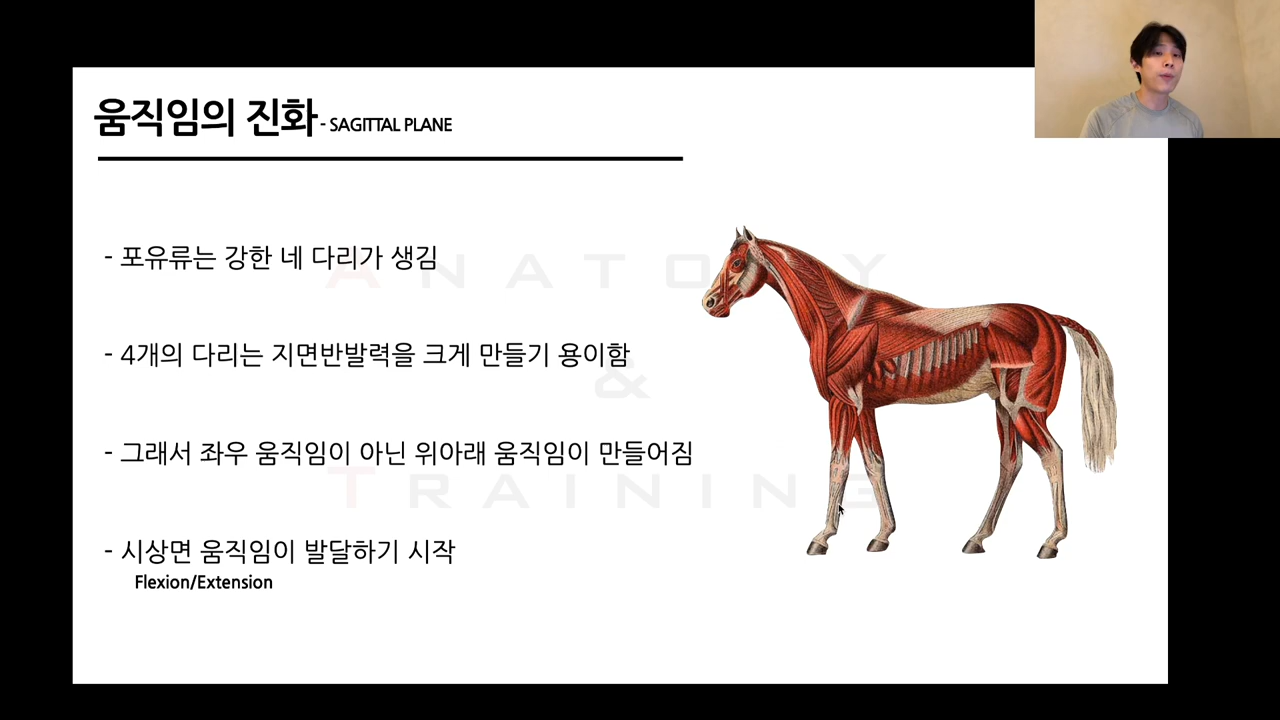 움직임의 진화 - SAGITTAL PLANE
- 포유류는 강한 네 다리가 생김
- 4개의 다리는 지면반발력을 크게 만들기 용이함
- 그래서 좌우 움직임이 아닌 위아래 움직임이 만들어짐
- 시상면 움직임이 발달하기 시작
Flexion/Extension
ANATOMY
&
TRAINING